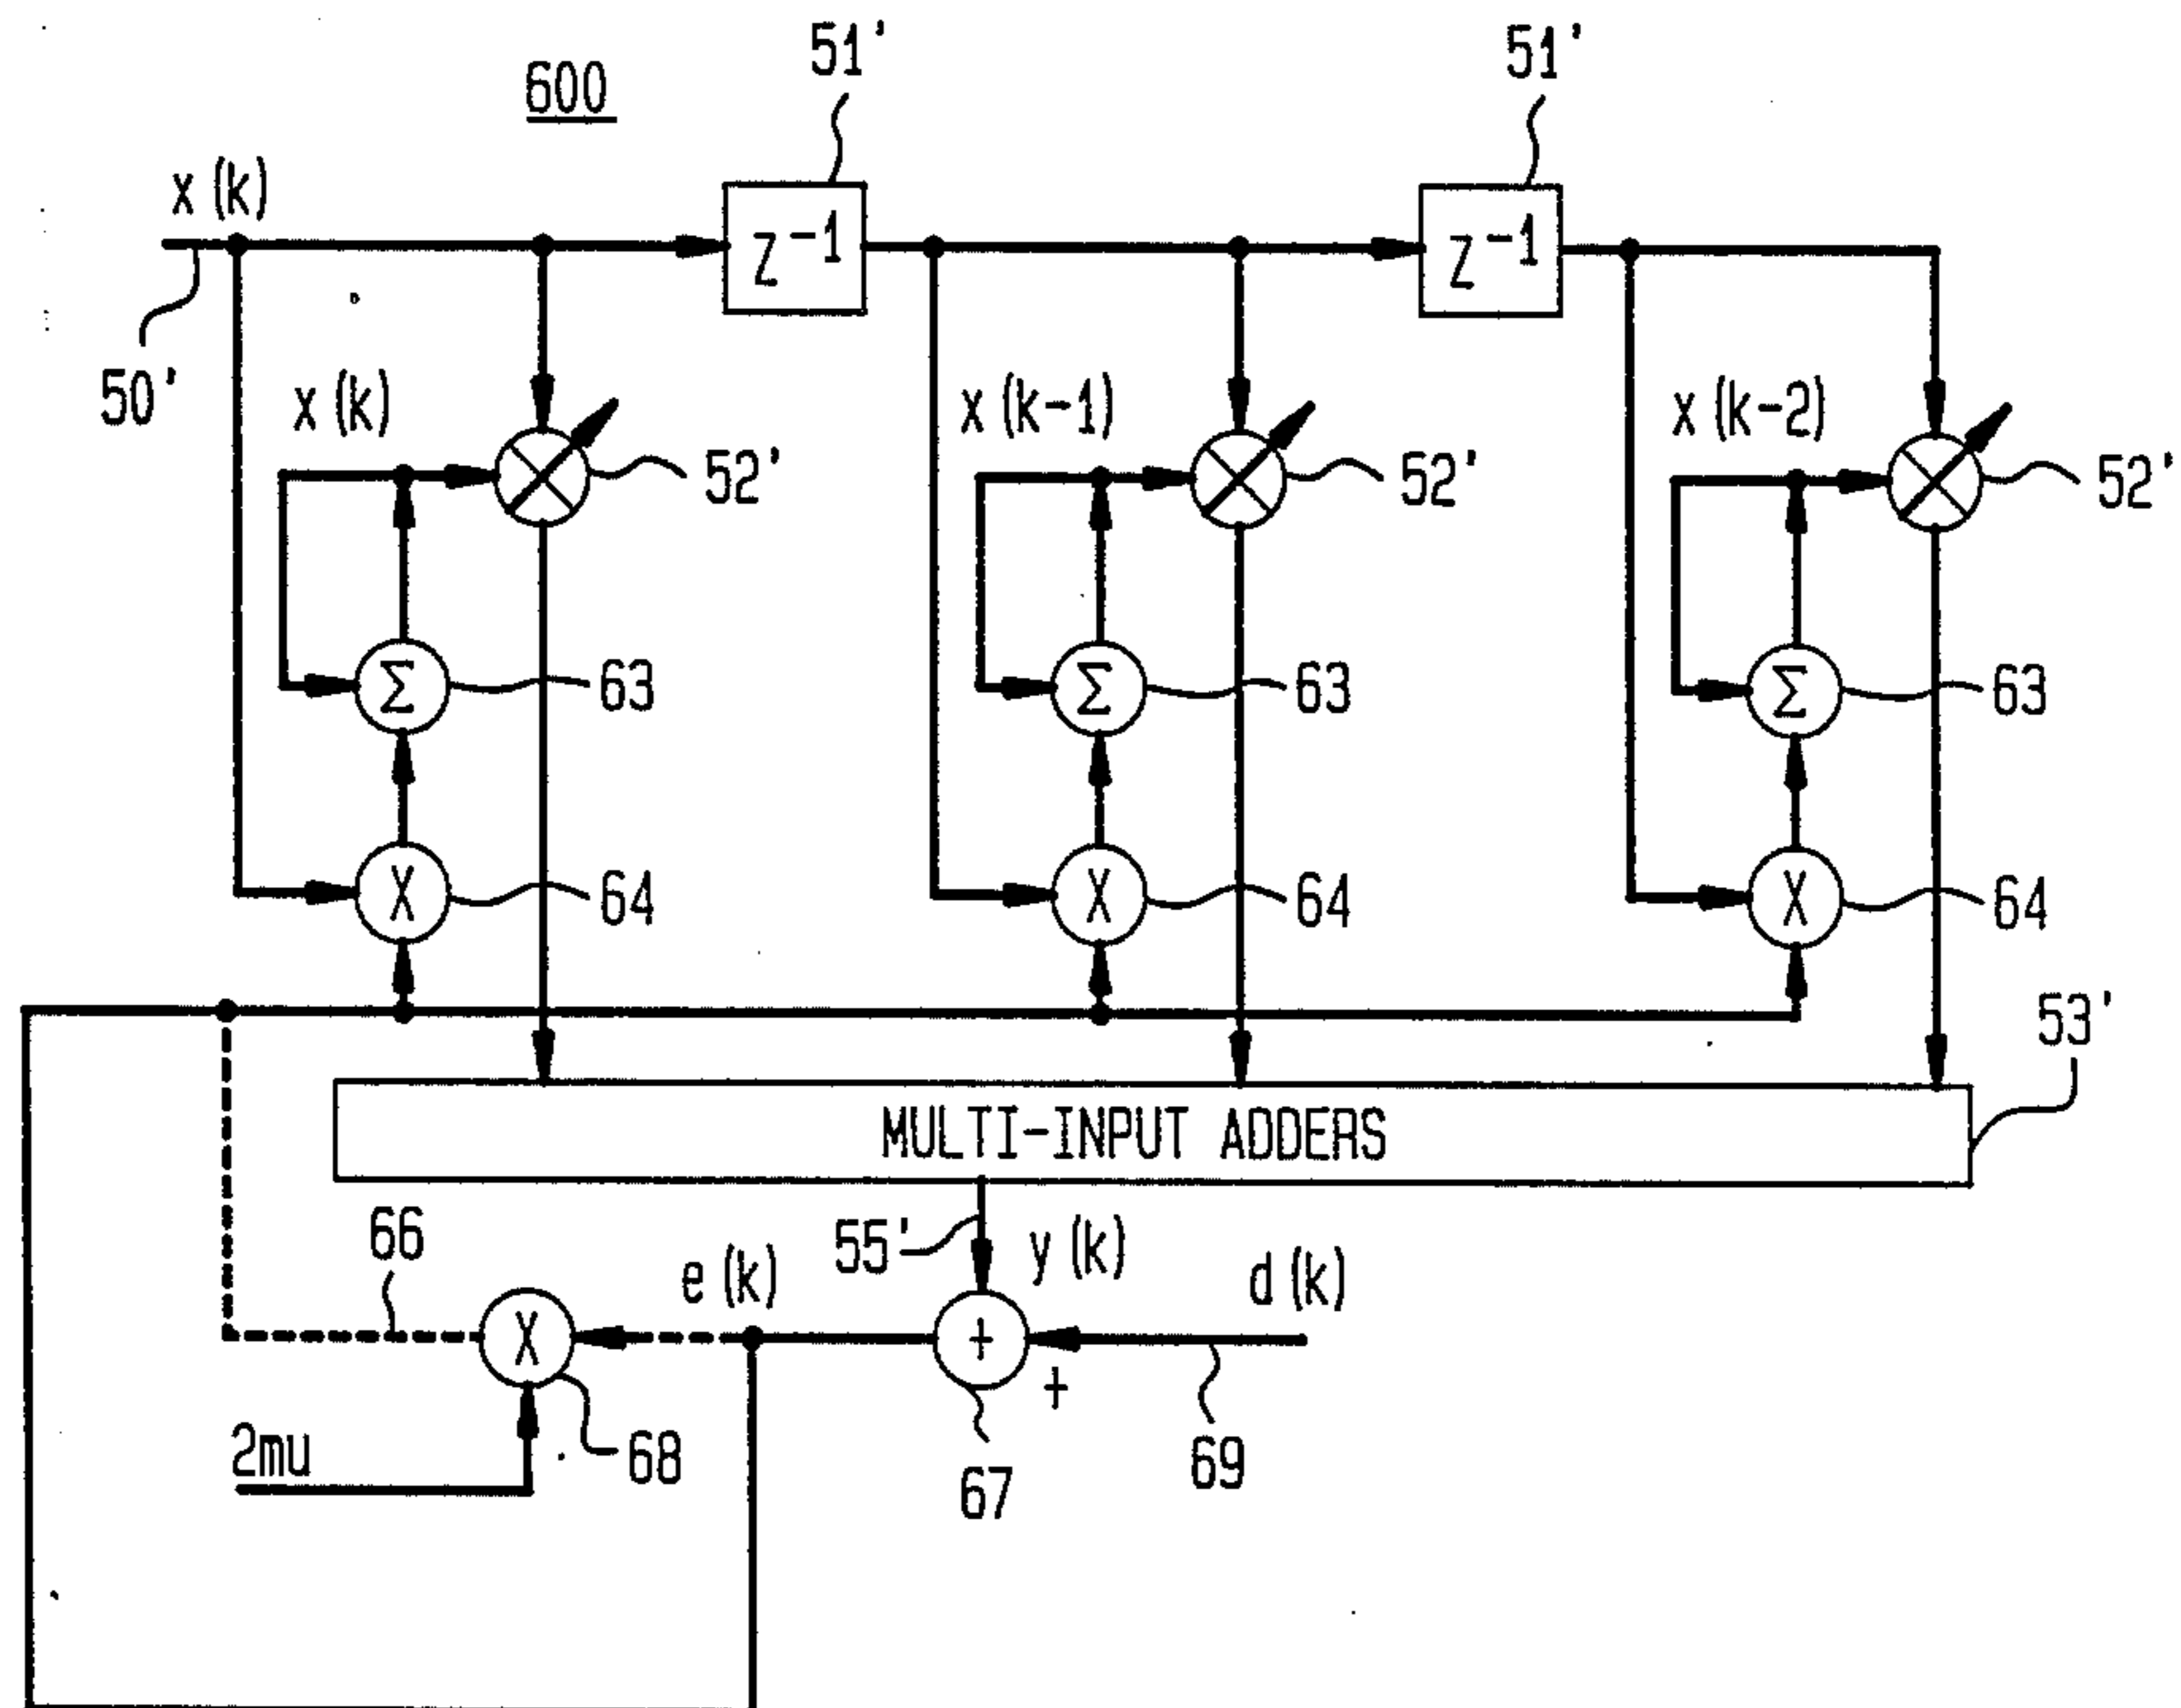 600
51'
51'
x(k)
Z⁻¹
Z⁻¹
50'
x(k)
52'
x(k-1)
52'
x(k-2)
52'
Σ
63
Σ
63
Σ
63
X
64
X
64
X
64
53'
MULTI-INPUT ADDERS
66
e(k)
55'
y(k)
d(k)
X
+
+
2mu
68
67
69